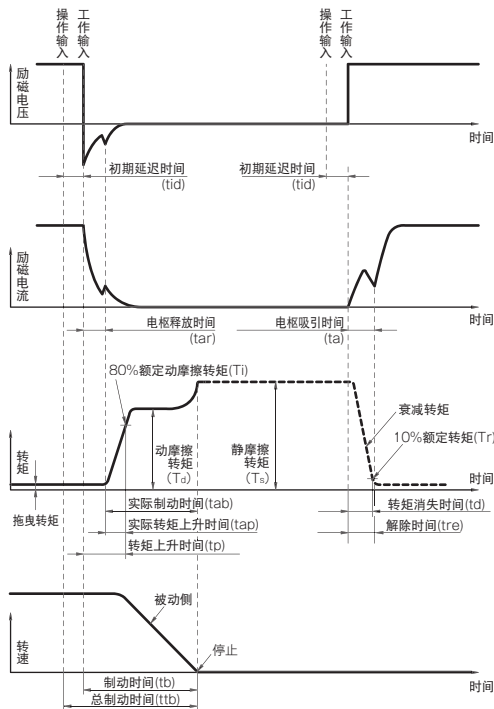 操作输入
工作输入
操作输入
工作输入
励磁电压
时间
初期延迟时间
(tid)
初期延迟时间
(tid)
励磁电流
时间
电枢释放时间
(tar)
电枢吸引时间
(ta)
80%额定动摩擦转矩(Ti)
衰减转矩
10%额定转矩(Tr)
转矩
动摩擦
转矩
(Td)
静摩擦
转矩
(Ts)
时间
拖曳转矩
实际制动时间(tab)
转矩消失时间(td)
实际转矩上升时间(tap)
解除时间(tre)
转矩上升时间(tp)
被动侧
转速
停止
时间
制动时间(tb)
总制动时间(ttb)